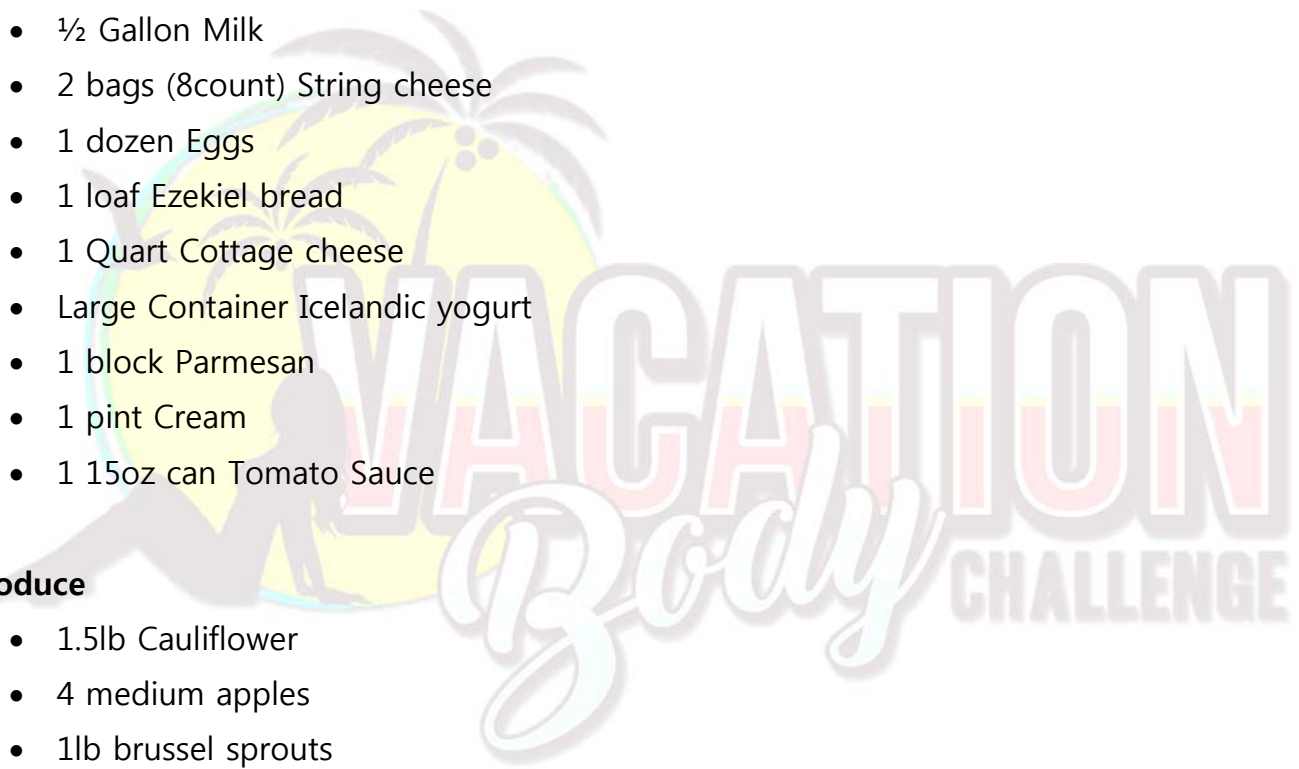 • ½ Gallon Milk
• 2 bags (8count) String cheese
• 1 dozen Eggs
• 1 loaf Ezekiel bread
• 1 Quart Cottage cheese
• Large Container Icelandic yogurt
• 1 block Parmesan
• 1 pint Cream
• 1 15oz can Tomato Sauce
VACATION
Body
CHALLENGE
oduce
• 1.5lb Cauliflower
• 4 medium apples
• 1lb brussel sprouts